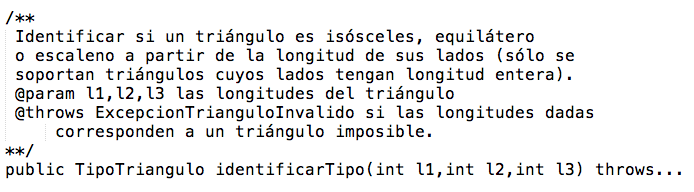 /**
Identificar si un triángulo es isósceles, equilátero
o escaleno a partir de la longitud de sus lados (sólo se
soportan triángulos cuyos lados tengan longitud entera).
@param l1,l2,l3 las longitudes del triángulo
@throws ExcepcionTrianguloInvalido si las longitudes dadas
corresponden a un triángulo imposible.
**/
public TipoTriangulo identificarTipo(int l1,int l2,int l3) throws...